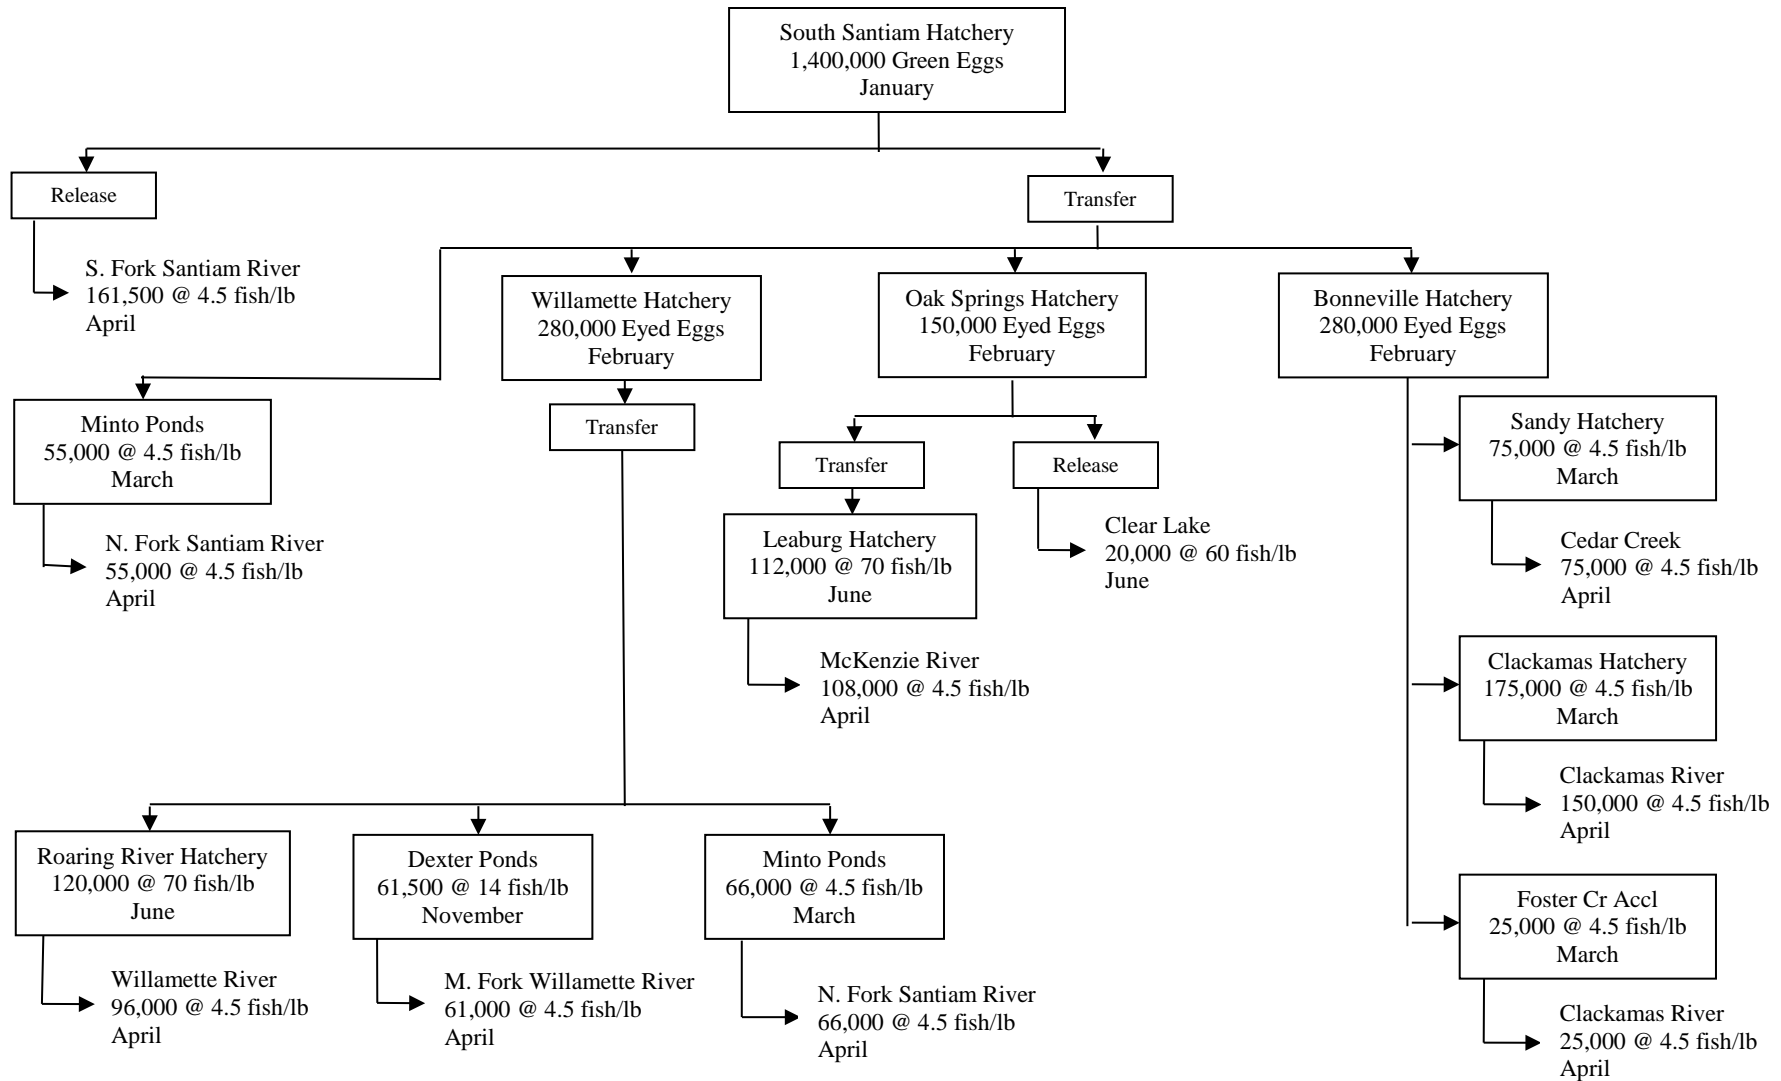 South Santiam Hatchery
1,400,000 Green Eggs
January
Release
Transfer
S. Fork Santiam River
161,500 @ 4.5 fish/lb
April
Willamette Hatchery
280,000 Eyed Eggs
February
Oak Springs Hatchery
150,000 Eyed Eggs
February
Bonneville Hatchery
280,000 Eyed Eggs
February
Minto Ponds
55,000 @ 4.5 fish/lb
March
N. Fork Santiam River
55,000 @ 4.5 fish/lb
April
Transfer
Transfer
Release
Leaburg Hatchery
112,000 @ 70 fish/lb
June
Clear Lake
20,000 @ 60 fish/lb
June
McKenzie River
108,000 @ 4.5 fish/lb
April
Sandy Hatchery
75,000 @ 4.5 fish/lb
March
Cedar Creek
75,000 @ 4.5 fish/lb
April
Clackamas Hatchery
175,000 @ 4.5 fish/lb
March
Clackamas River
150,000 @ 4.5 fish/lb
April
Roaring River Hatchery
120,000 @ 70 fish/lb
June
Willamette River
96,000 @ 4.5 fish/lb
April
Dexter Ponds
61,500 @ 14 fish/lb
November
M. Fork Willamette River
61,000 @ 4.5 fish/lb
April
Minto Ponds
66,000 @ 4.5 fish/lb
March
N. Fork Santiam River
66,000 @ 4.5 fish/lb
April
Foster Cr Accl
25,000 @ 4.5 fish/lb
March
Clackamas River
25,000 @ 4.5 fish/lb
April